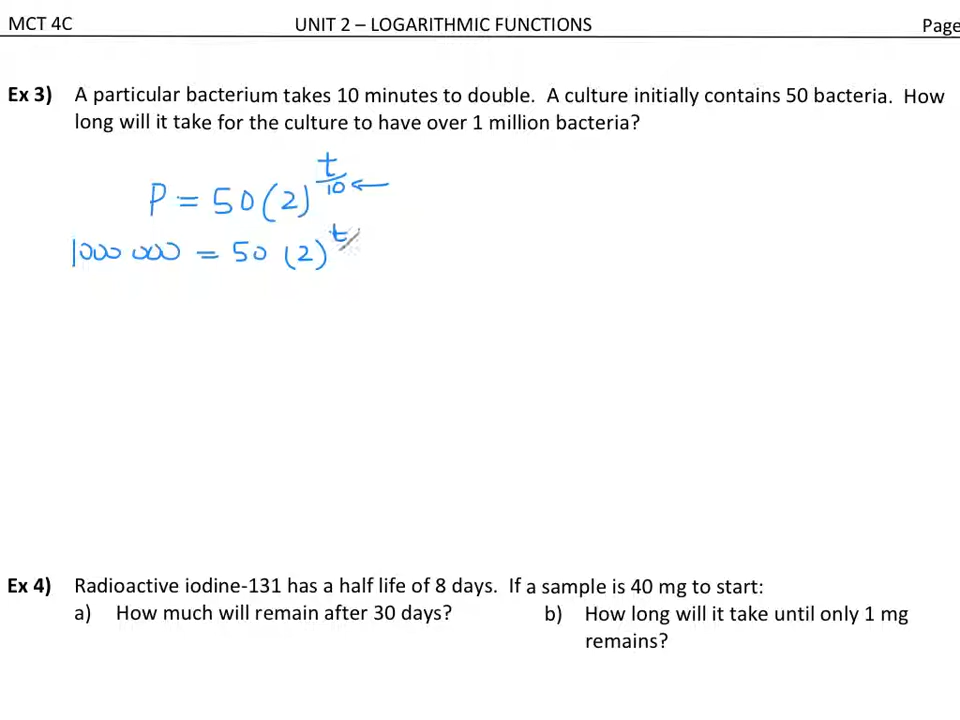 MCT 4C UNIT 2 – LOGARITHMIC FUNCTIONS Page
Ex 3) A particular bacterium takes 10 minutes to double. A culture initially contains 50 bacteria. How
long will it take for the culture to have over 1 million bacteria?
P = 50(2)^(t/10) ←
1000 000 = 50 (2)^t/
Ex 4) Radioactive iodine-131 has a half life of 8 days. If a sample is 40 mg to start:
a) How much will remain after 30 days? b) How long will it take until only 1 mg
remains?